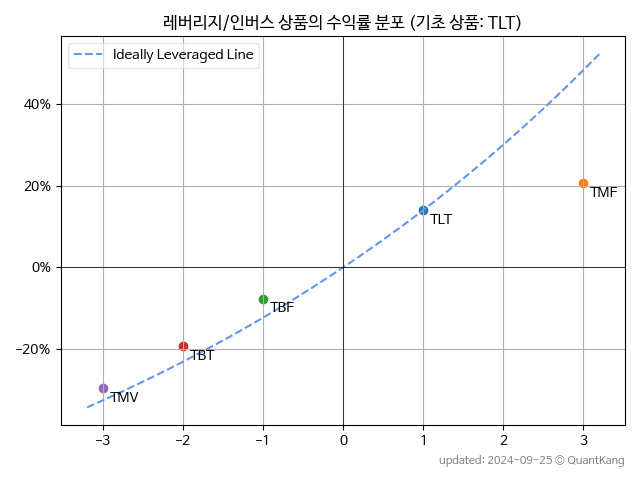 레버리지/인버스 상품의 수익률 분포 (기초 상품: TLT)
Ideally Leveraged Line
40%
20%
0%
−20%
TMF
TLT
TBF
TBT
TMV
−3 −2 −1 0 1 2 3
updated: 2024-09-25 © QuantKang